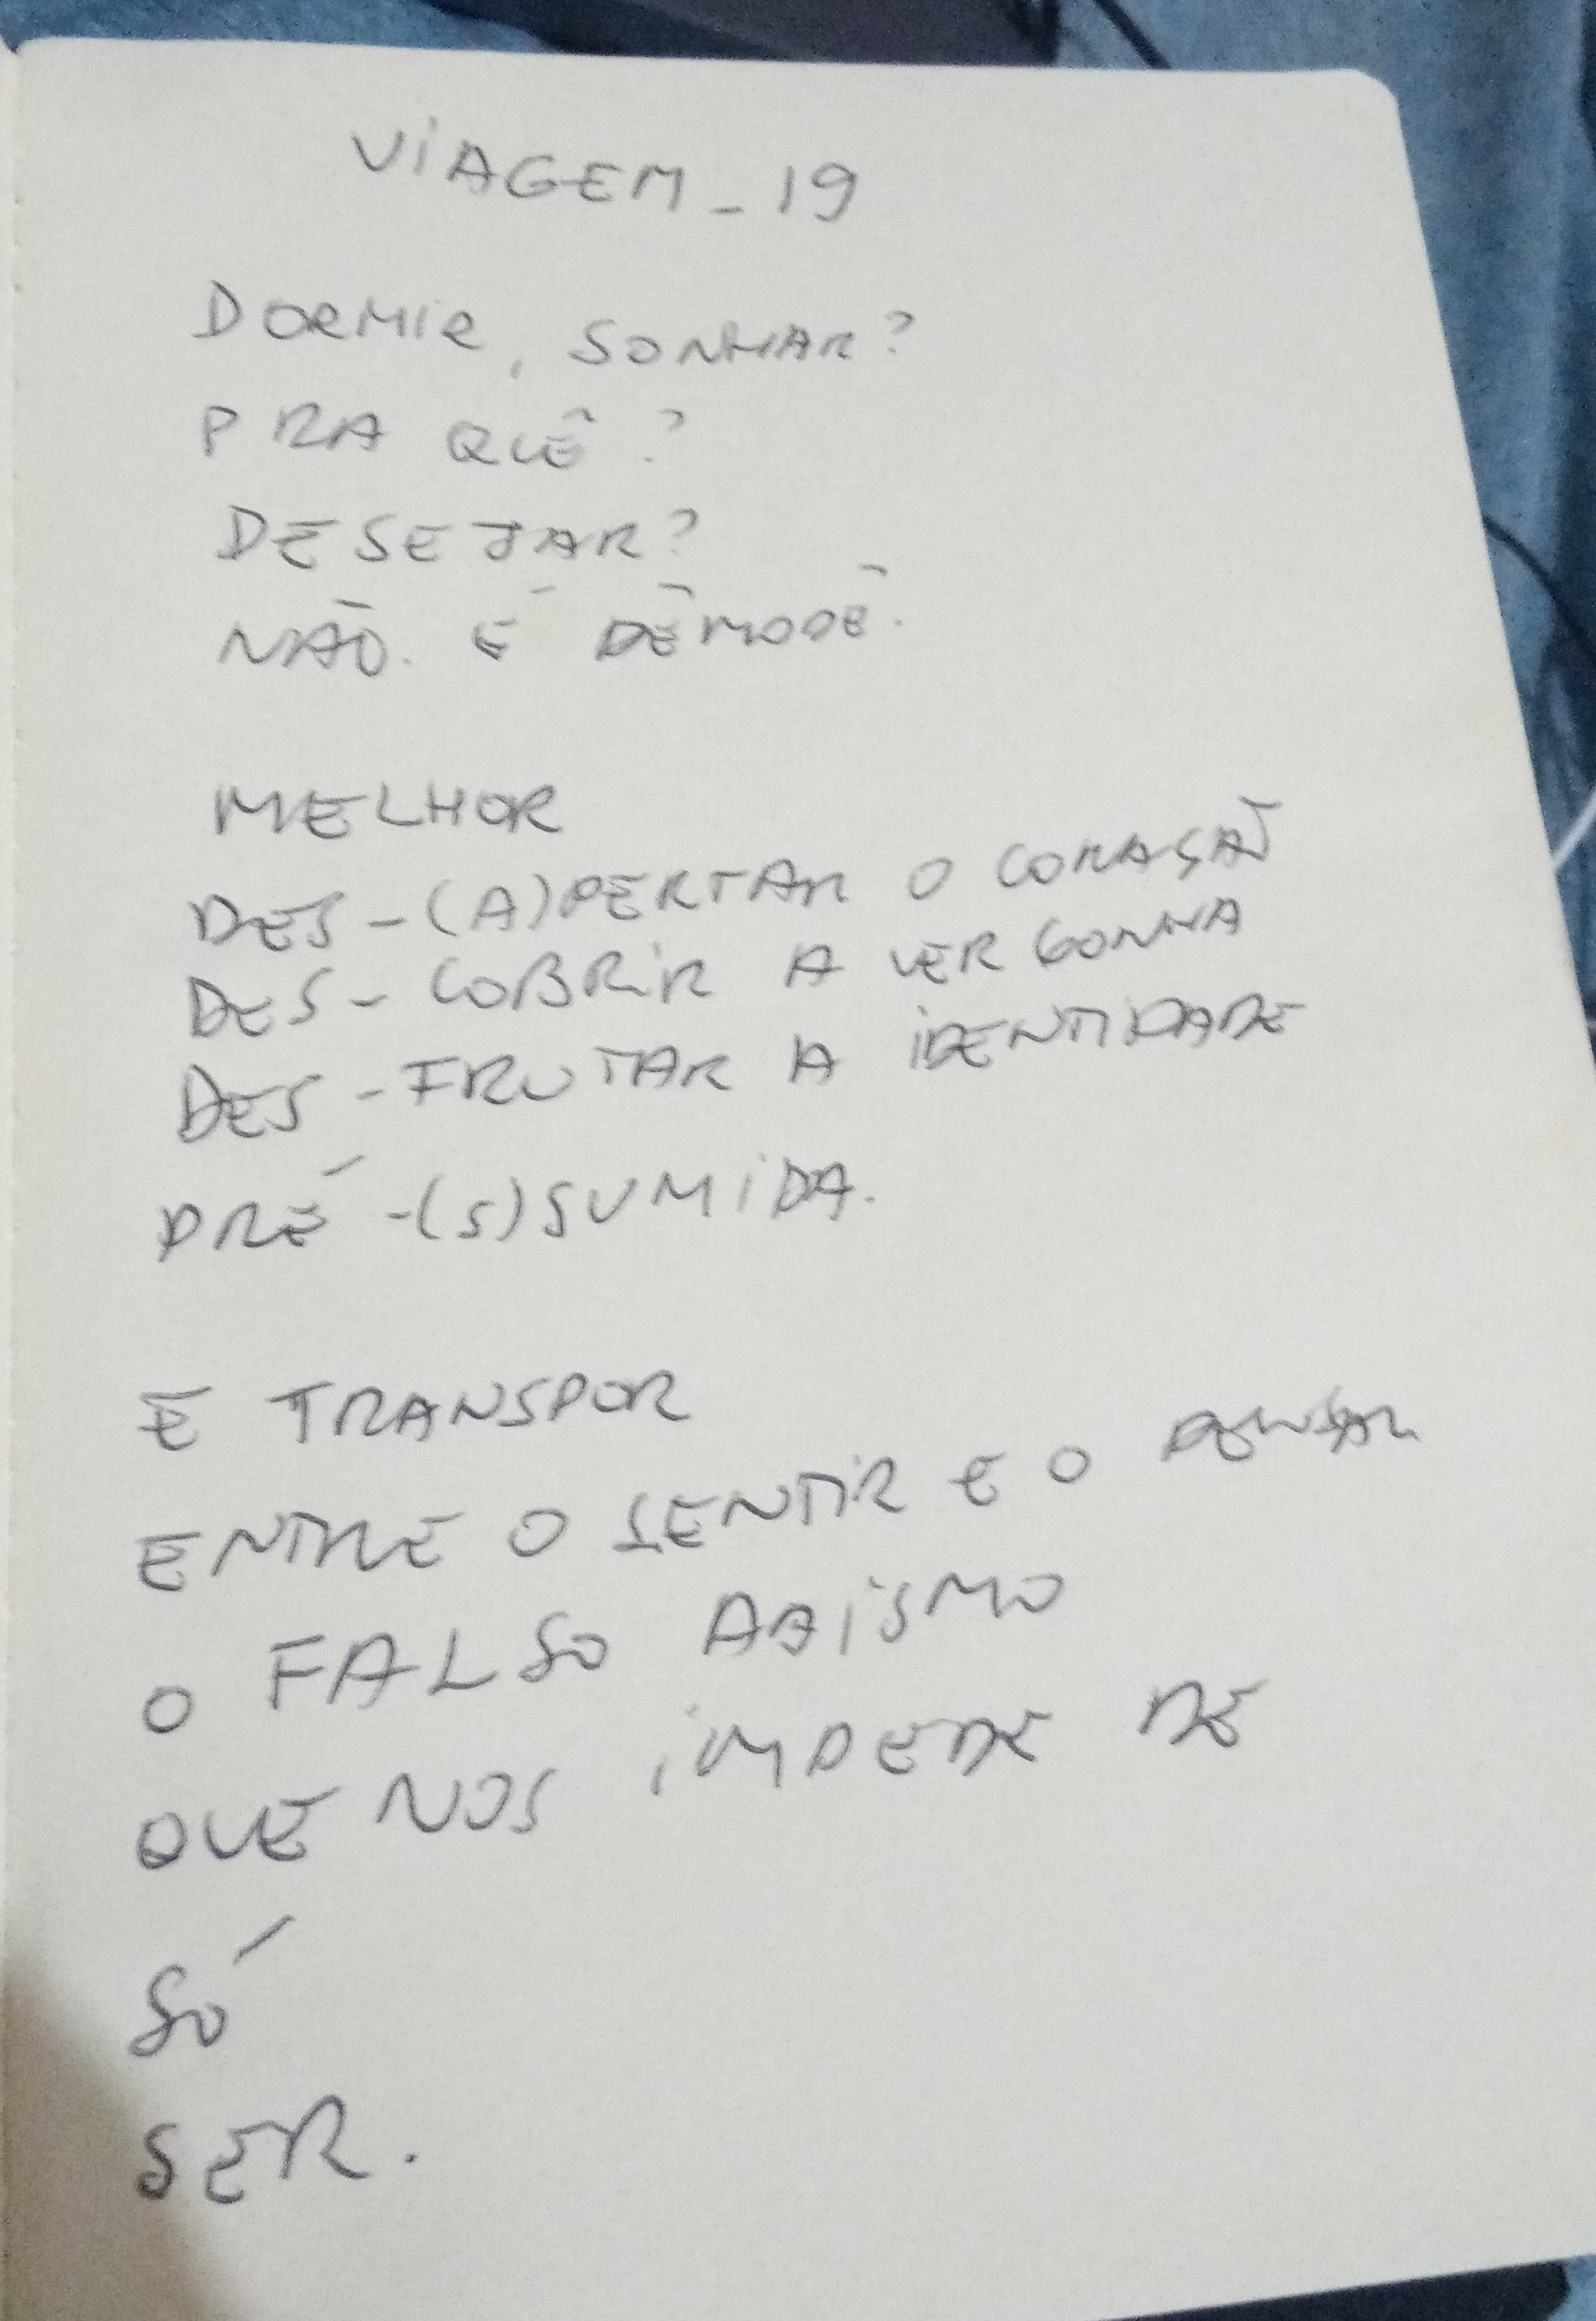 VIAGEM_19
DORMIR, SONHAR?
PRA QUÊ?
DESEJAR?
NÃO. É DÊMODÊ.
MELHOR
DES-(A)PERTAR O CORAÇÃO
DES-COBRIR A VERGONHA
DES-FRUTAR A IDENTIDADE
PRÉ-(S)SUMIDA.
E TRANSPOR
ENTRE O SENTIR E O PENSAR
O FALSO ABISMO
QUE NOS IMPEDE DE
SÓ
SER.